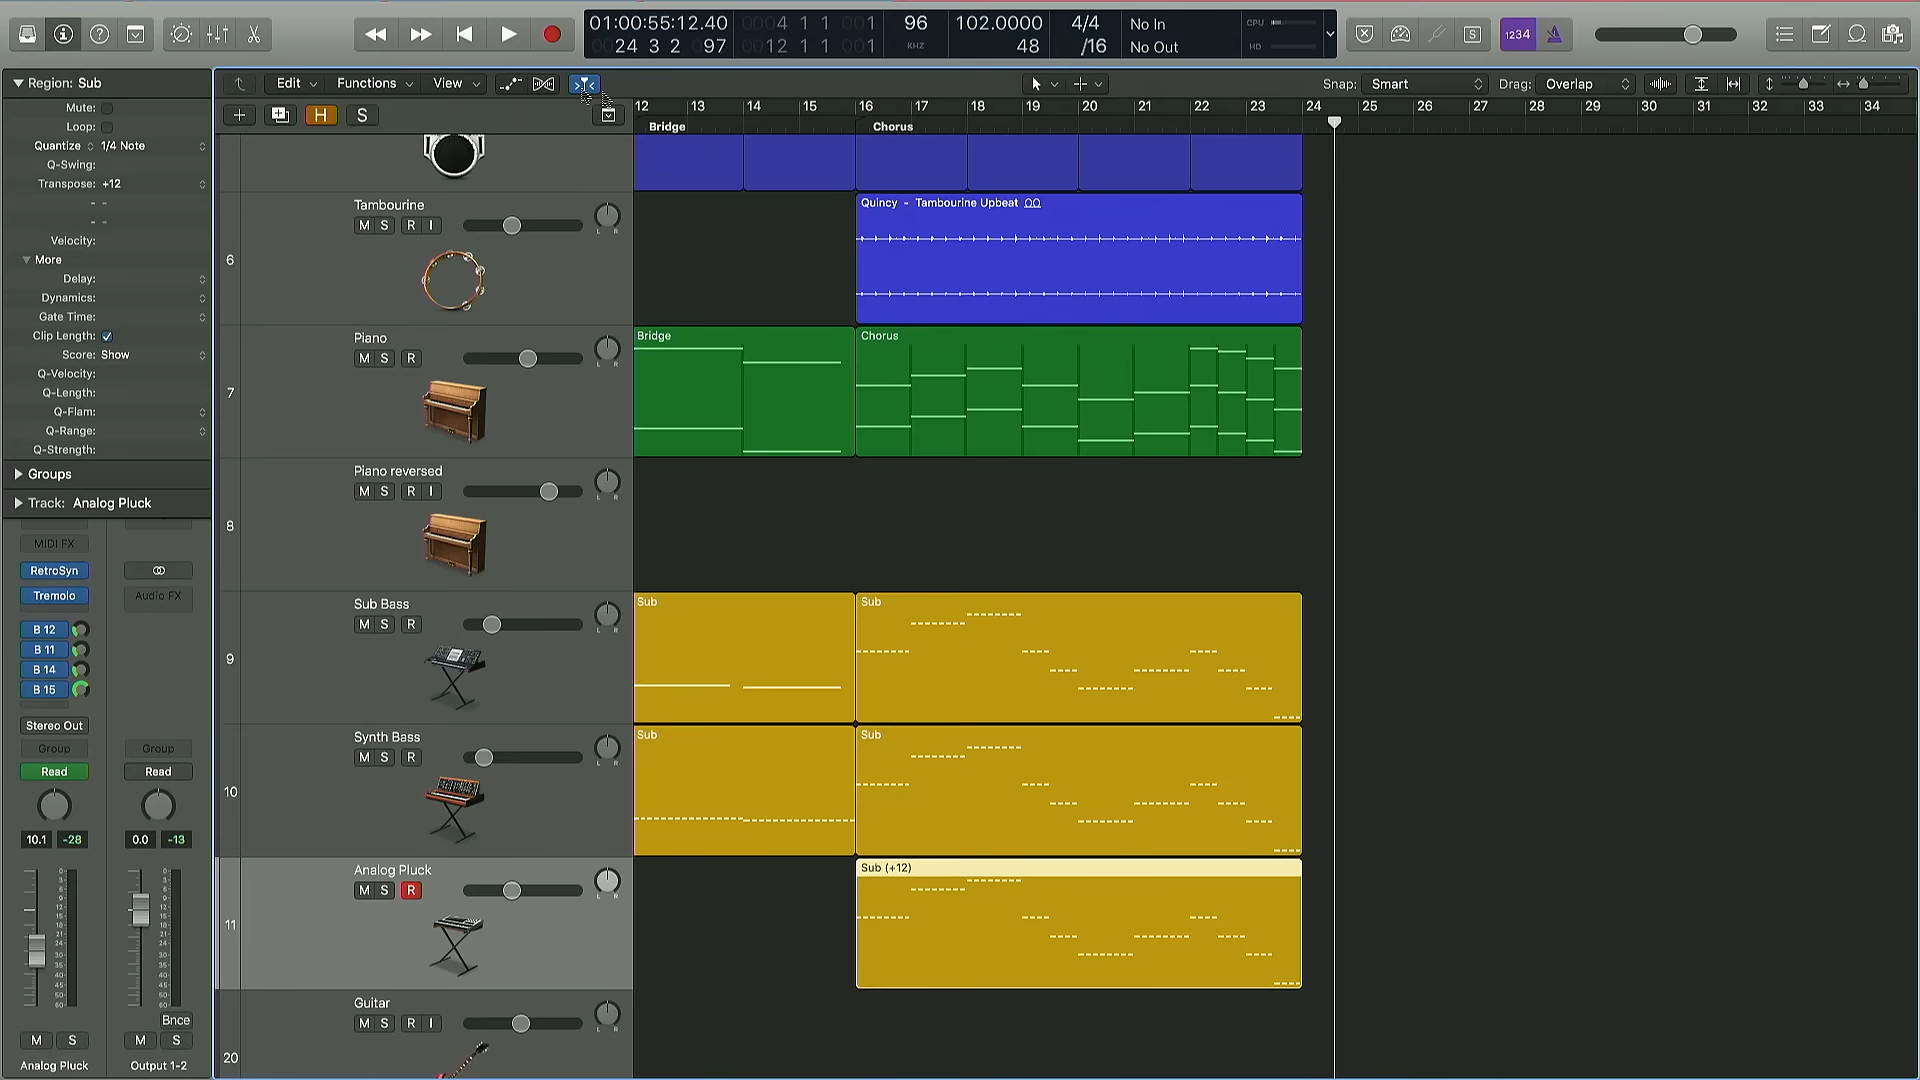 01:00:55:12.40
0024 3 2 097
0004 1 1 001
0012 1 1 001
96
KHZ
102.0000
48
4/4
/16
No In
No Out
CPU
HD
S
1234
Region: Sub
Edit
Functions
View
Snap: Smart
Drag: Overlap
H
S
12 13 14 15 16 17 18 19 20 21 22 23 24 25 26 27 28 29 30 31 32 33 34
Bridge
Chorus
Mute:
Loop:
Quantize 1/4 Note
Q-Swing:
Transpose: +12
Velocity:
More
Delay:
Dynamics:
Gate Time:
Clip Length:
Score: Show
Q-Velocity:
Q-Length:
Q-Flam:
Q-Range:
Q-Strength:
Groups
Track: Analog Pluck
MIDI FX
RetroSyn
Tremolo
Audio FX
B 12
B 11
B 14
B 15
Stereo Out
Group
Group
Read
Read
10.1 -28
0.0 -13
Bnce
M S
M S
Analog Pluck
Output 1-2
6
Tambourine
M S R I
L R
Quincy - Tambourine Upbeat
7
Piano
M S R
L R
Bridge
Chorus
8
Piano reversed
M S R I
L R
9
Sub Bass
M S R
L R
Sub
Sub
10
Synth Bass
M S R
L R
Sub
Sub
11
Analog Pluck
M S R
L R
Sub (+12)
20
Guitar
M S R I
L R